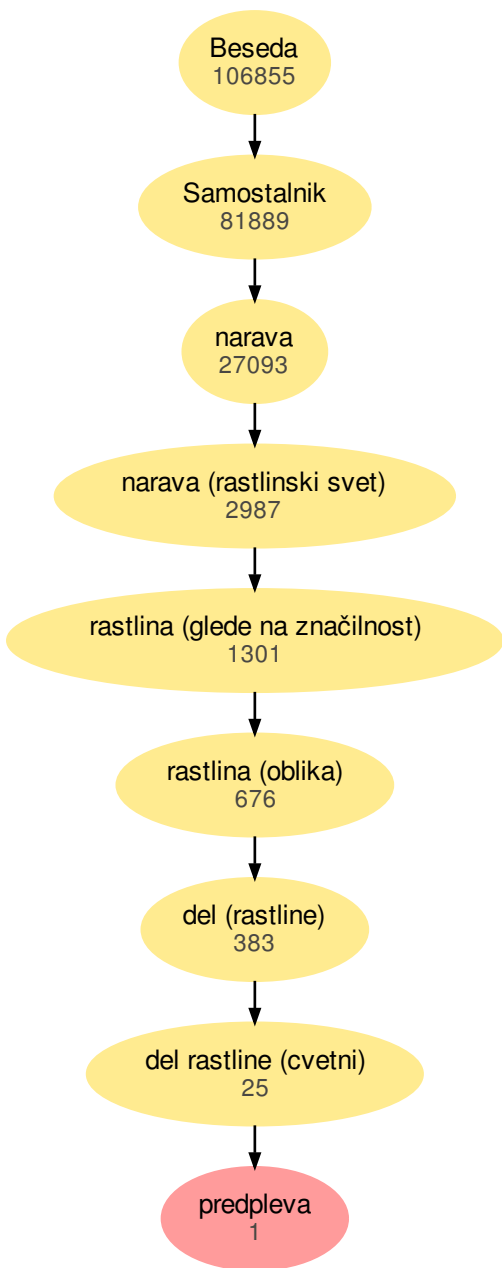 Beseda
106855
Samostalnik
81889
narava
27093
narava (rastlinski svet)
2987
rastlina (glede na značilnost)
1301
rastlina (oblika)
676
del (rastline)
383
del rastline (cvetni)
25
predpleva
1